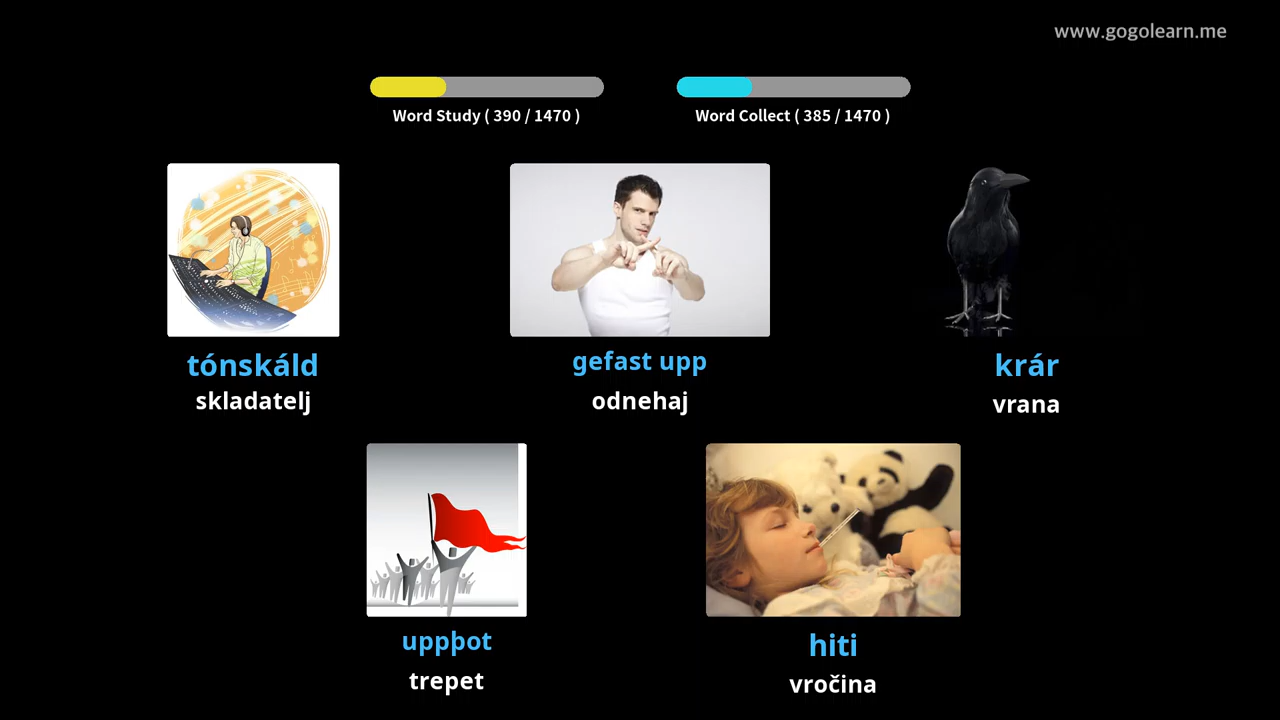 www.gogolearn.me
Word Study ( 390 / 1470 )
Word Collect ( 385 / 1470 )
tónskáld
skladatelj
gefast upp
odnehaj
krár
vrana
uppþot
trepet
hiti
vročina